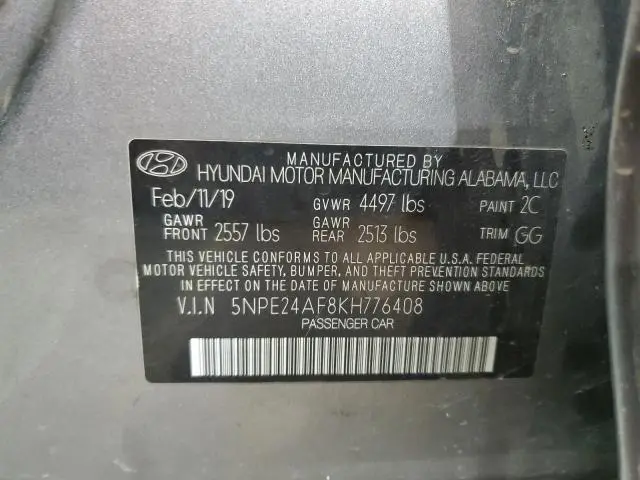 MANUFACTURED BY
HYUNDAI MOTOR MANUFACTURING ALABAMA, LLC
Feb/11/19 GVWR 4497 lbs PAINT 2C
GAWR FRONT 2557 lbs GAWR REAR 2513 lbs TRIM GG
THIS VEHICLE CONFORMS TO ALL APPLICABLE U.S.A. FEDERAL
MOTOR VEHICLE SAFETY, BUMPER, AND THEFT PREVENTION STANDARDS
IN EFFECT ON THE DATE OF MANUFACTURE SHOWN ABOVE.
V.I.N 5NPE24AF8KH776408
PASSENGER CAR